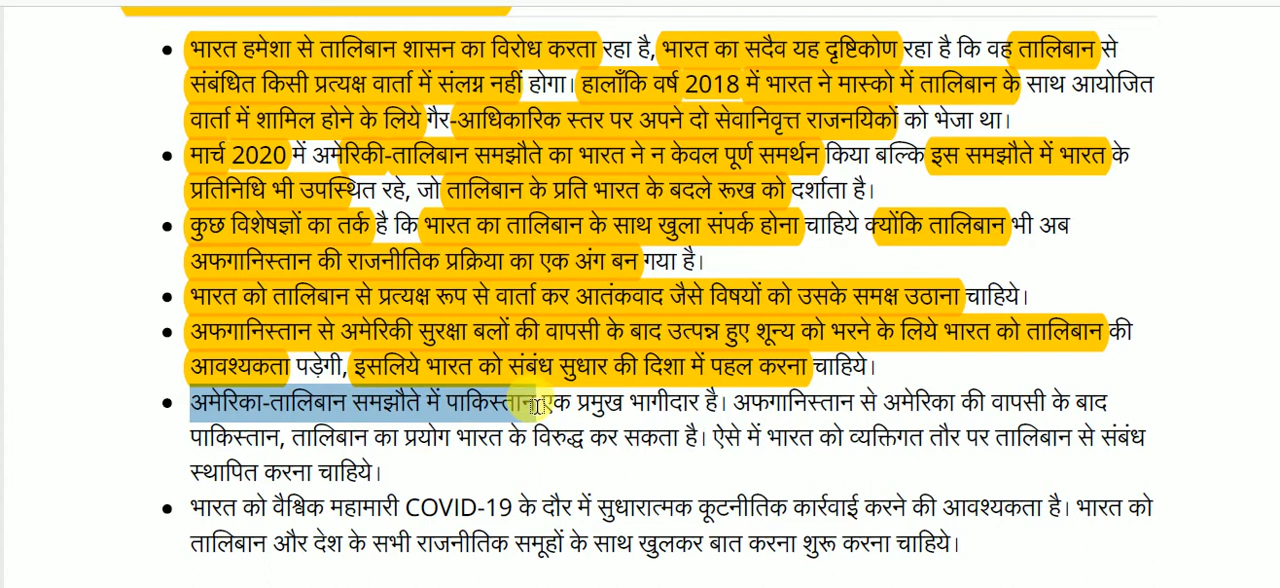 भारत हमेशा से तालिबान शासन का विरोध करता रहा है, भारत का सदैव यह दृष्टिकोण रहा है कि वह तालिबान से
संबंधित किसी प्रत्यक्ष वार्ता में संलग्न नहीं होगा। हालाँकि वर्ष 2018 में भारत ने मास्को में तालिबान के साथ आयोजित
वार्ता में शामिल होने के लिये गैर-आधिकारिक स्तर पर अपने दो सेवानिवृत्त राजनयिकों को भेजा था।
मार्च 2020 में अमेरिकी-तालिबान समझौते का भारत ने न केवल पूर्ण समर्थन किया बल्कि इस समझौते में भारत के
प्रतिनिधि भी उपस्थित रहे, जो तालिबान के प्रति भारत के बदले रूख को दर्शाता है।
कुछ विशेषज्ञों का तर्क है कि भारत का तालिबान के साथ खुला संपर्क होना चाहिये क्योंकि तालिबान भी अब
अफगानिस्तान की राजनीतिक प्रक्रिया का एक अंग बन गया है।
भारत को तालिबान से प्रत्यक्ष रूप से वार्ता कर आतंकवाद जैसे विषयों को उसके समक्ष उठाना चाहिये।
अफगानिस्तान से अमेरिकी सुरक्षा बलों की वापसी के बाद उत्पन्न हुए शून्य को भरने के लिये भारत को तालिबान की
आवश्यकता पड़ेगी, इसलिये भारत को संबंध सुधार की दिशा में पहल करना चाहिये।
अमेरिका-तालिबान समझौते में पाकिस्तान एक प्रमुख भागीदार है। अफगानिस्तान से अमेरिका की वापसी के बाद
पाकिस्तान, तालिबान का प्रयोग भारत के विरुद्ध कर सकता है। ऐसे में भारत को व्यक्तिगत तौर पर तालिबान से संबंध
स्थापित करना चाहिये।
भारत को वैश्विक महामारी COVID-19 के दौर में सुधारात्मक कूटनीतिक कार्रवाई करने की आवश्यकता है। भारत को
तालिबान और देश के सभी राजनीतिक समूहों के साथ खुलकर बात करना शुरू करना चाहिये।